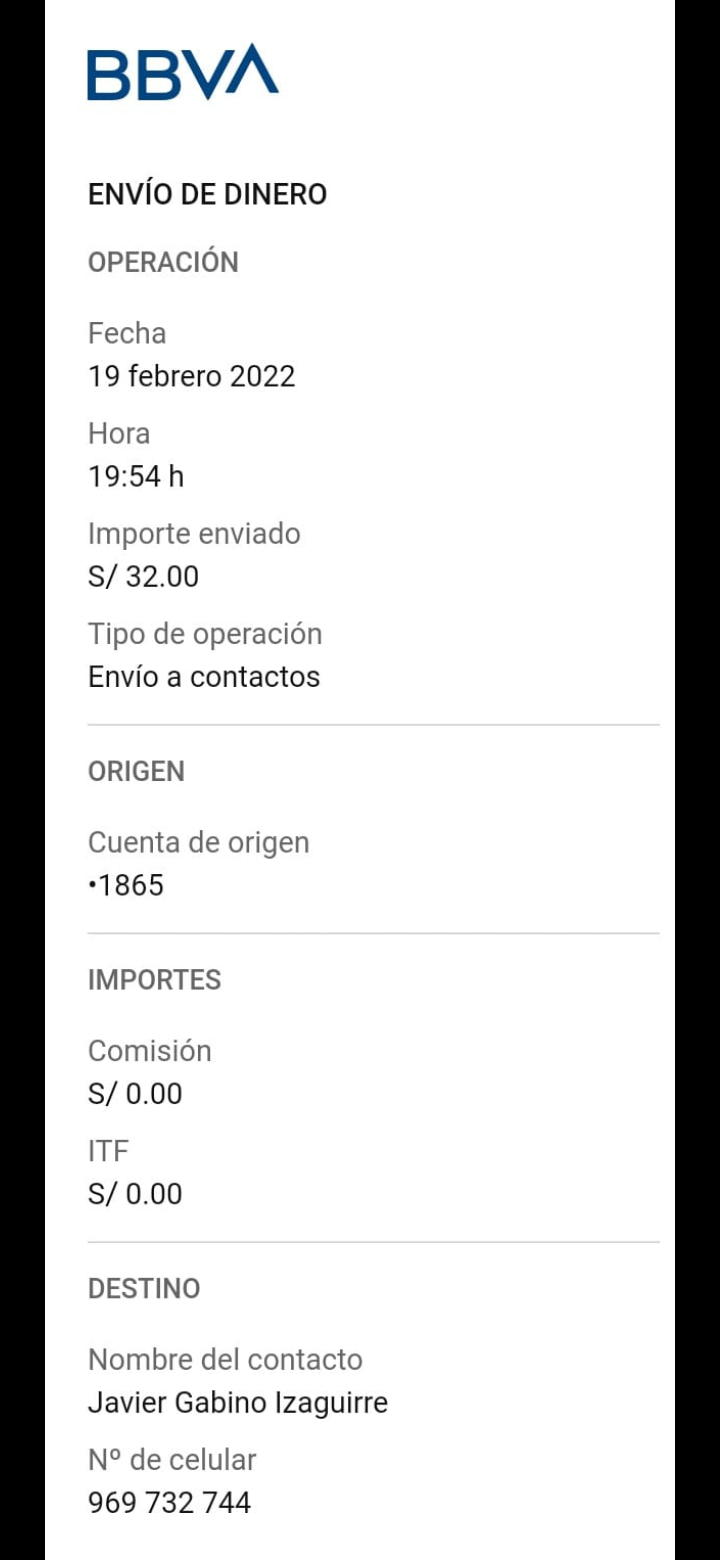 BBVA
ENVÍO DE DINERO
OPERACIÓN
Fecha
19 febrero 2022
Hora
19:54 h
Importe enviado
S/ 32.00
Tipo de operación
Envío a contactos
ORIGEN
Cuenta de origen
•1865
IMPORTES
Comisión
S/ 0.00
ITF
S/ 0.00
DESTINO
Nombre del contacto
Javier Gabino Izaguirre
Nº de celular
969 732 744